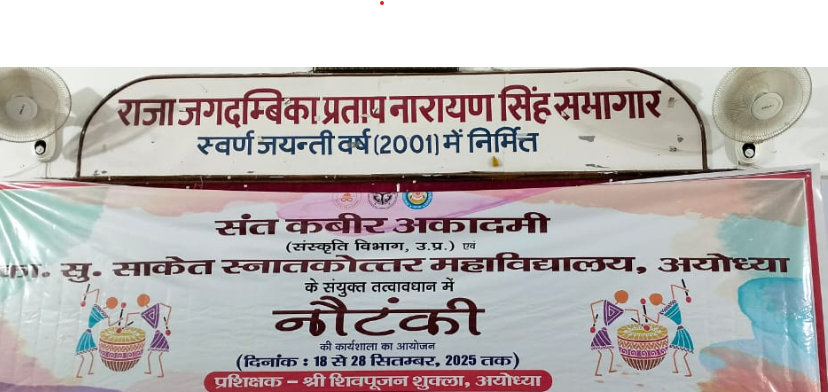 राजा जगदम्बिका प्रताप नारायण सिंह सभागार
स्वर्ण जयन्ती वर्ष (2001) में निर्मित
संत कबीर अकादमी
(संस्कृति विभाग, उ.प्र.) एवं
का. सु. साकेत स्नातकोत्तर महाविद्यालय, अयोध्या
के संयुक्त तत्वावधान में
नौटंकी
की कार्यशाला का आयोजन
(दिनांक : 18 से 28 सितम्बर, 2025 तक)
प्रशिक्षक – श्री शिवपूजन शुक्ला, अयोध्या